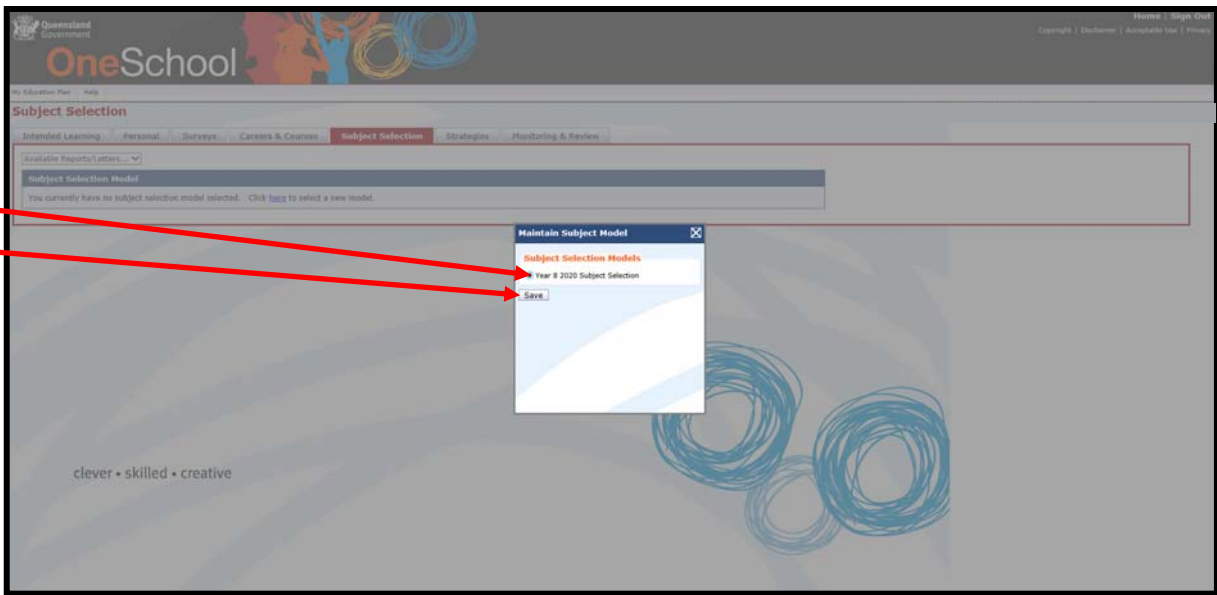 Queensland
Government
OneSchool
Home | Sign Out
Copyright | Disclaimer | Acceptable Use | Privacy
My Education Plan | Help
Subject Selection
Intended Learning Personal Surveys Careers & Courses Subject Selection Strategies Monitoring & Review
Available Reports/Letters...
Subject Selection Model
You currently have no subject selection model selected. Click here to select a new model.
Maintain Subject Model
Subject Selection Models
Year 8 2020 Subject Selection
Save
clever • skilled • creative